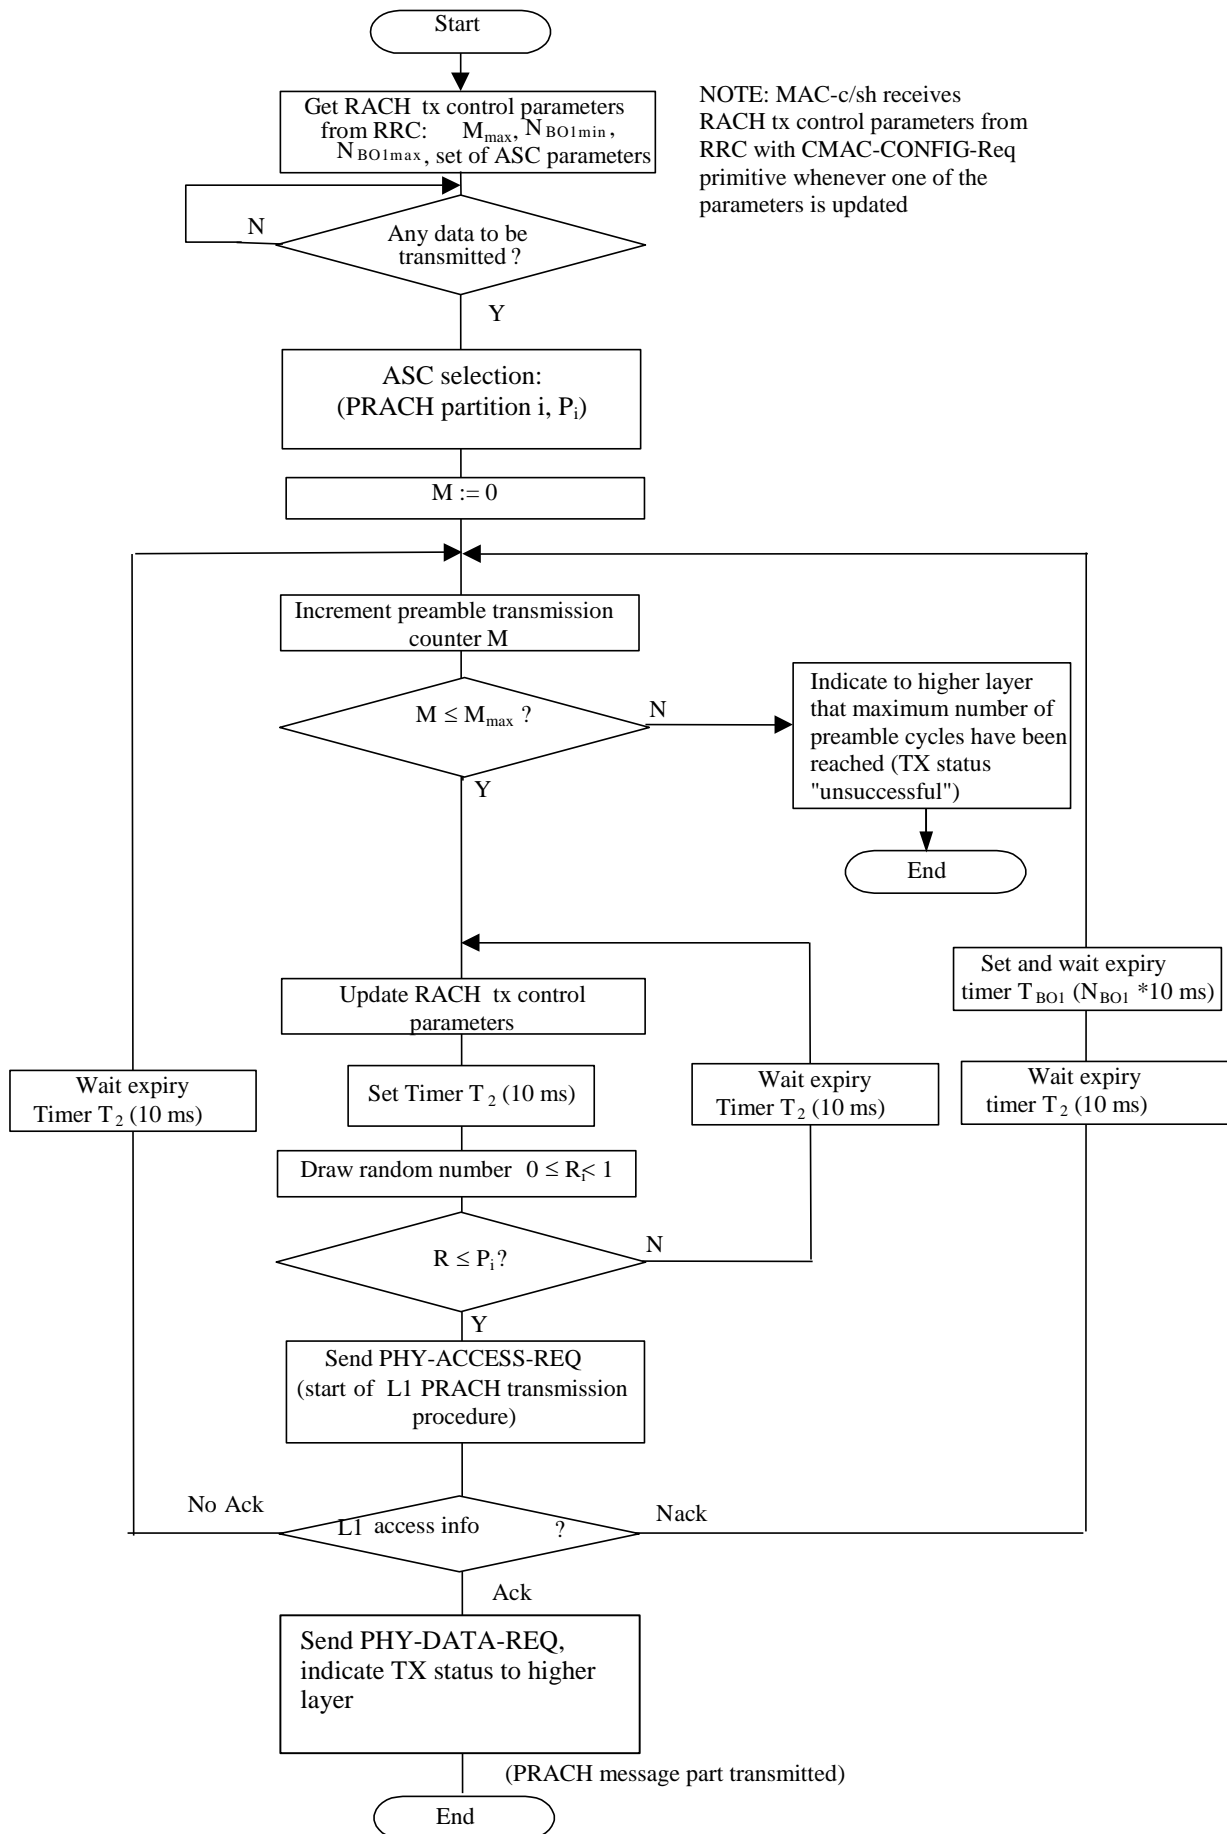 Start
Get RACH tx control parameters
from RRC: Mmax, NBO1min,
NBO1max, set of ASC parameters
NOTE: MAC-c/sh receives
RACH tx control parameters from
RRC with CMAC-CONFIG-Req
primitive whenever one of the
parameters is updated
N
Any data to be
transmitted ?
Y
ASC selection:
(PRACH partition i, Pi)
M := 0
Increment preamble transmission
counter M
M ≤ Mmax ?
N
Indicate to higher layer
that maximum number of
preamble cycles have been
reached (TX status
"unsuccessful")
Y
End
Set and wait expiry
timer TBO1 (NBO1 *10 ms)
Update RACH tx control
parameters
Wait expiry
Timer T2 (10 ms)
Set Timer T2 (10 ms)
Wait expiry
Timer T2 (10 ms)
Wait expiry
timer T2 (10 ms)
Draw random number 0 ≤ Ri< 1
R ≤ Pi?
N
Y
Send PHY-ACCESS-REQ
(start of L1 PRACH transmission
procedure)
No Ack
L1 access info ?
Nack
Ack
Send PHY-DATA-REQ,
indicate TX status to higher
layer
(PRACH message part transmitted)
End